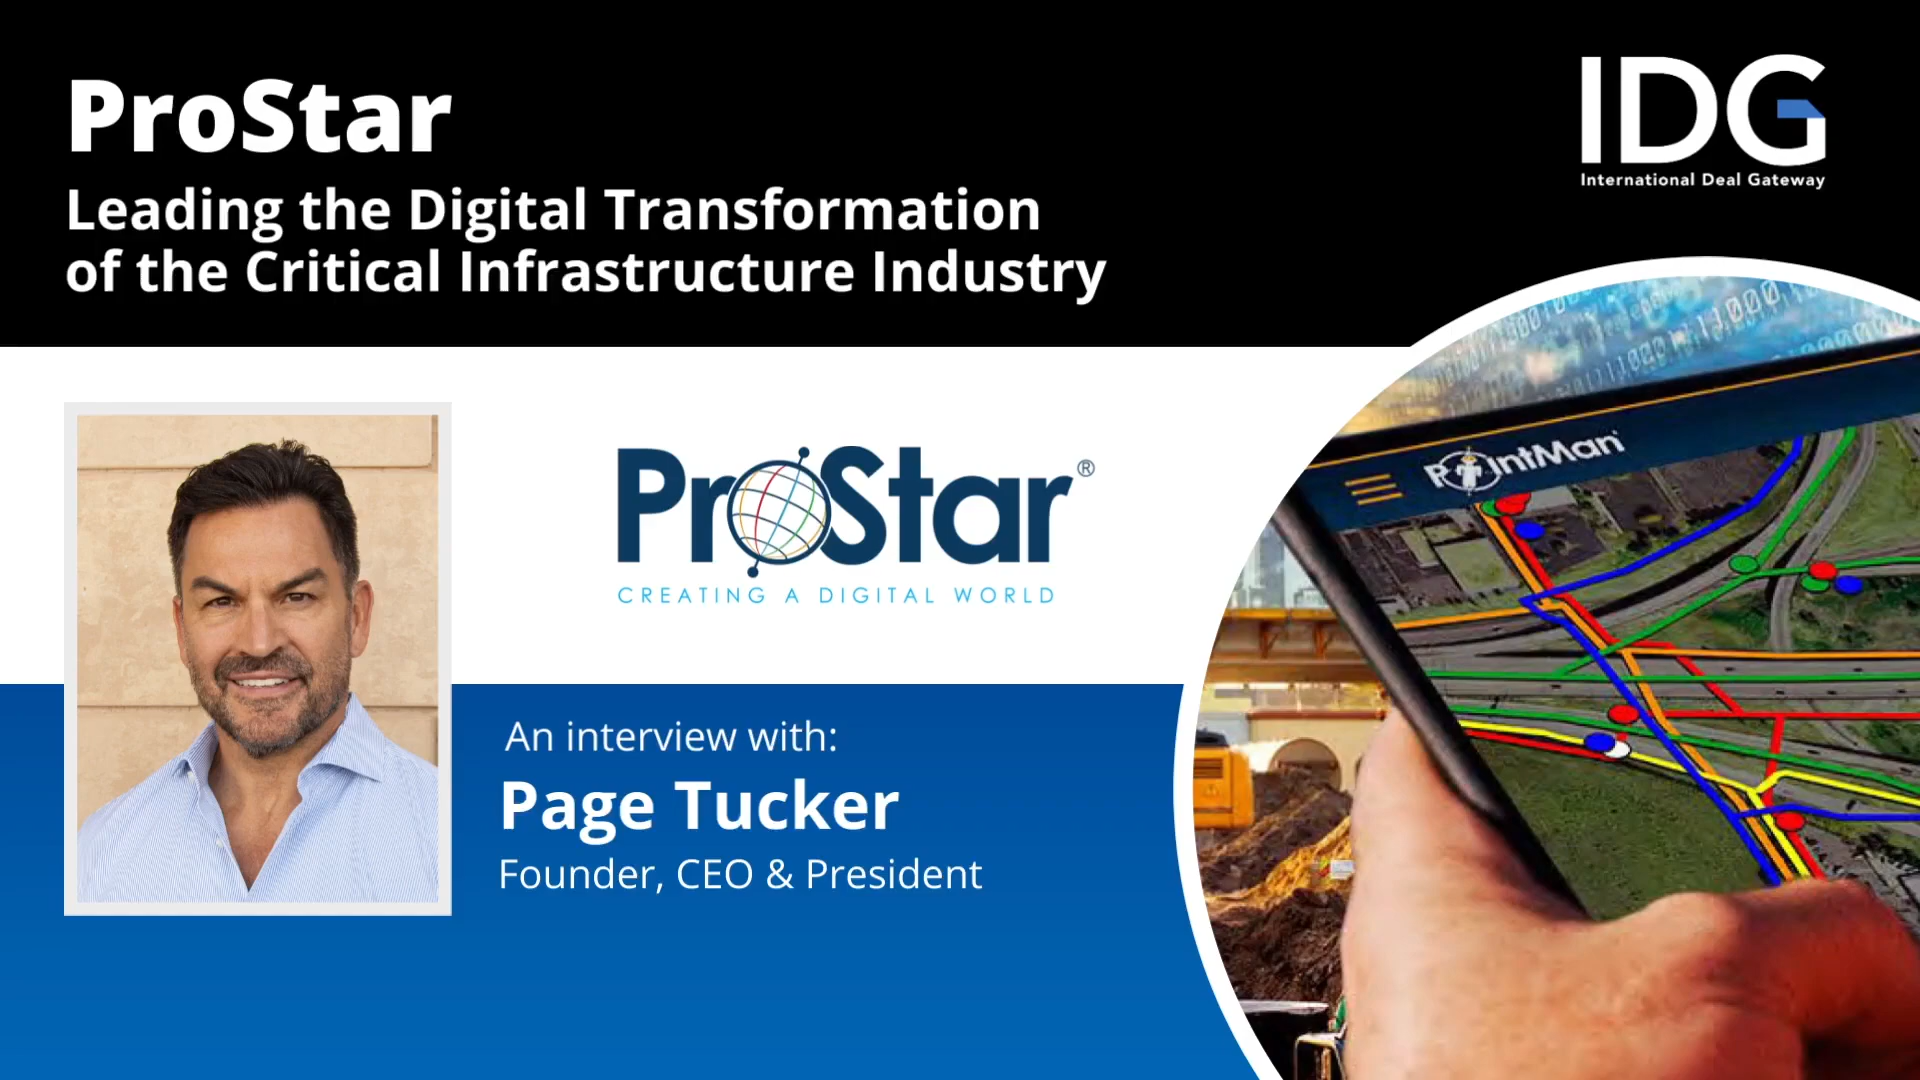 ProStar
Leading the Digital Transformation
of the Critical Infrastructure Industry
IDG
International Deal Gateway
ProStar®
CREATING A DIGITAL WORLD
An interview with:
Page Tucker
Founder, CEO & President
PointMan